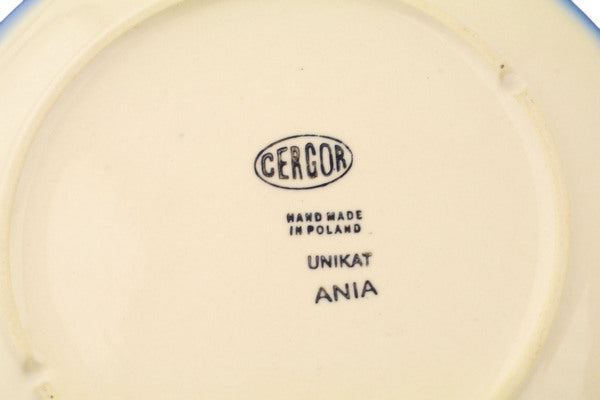 CERGOR
HAND MADE
IN POLAND
UNIKAT
ANIA